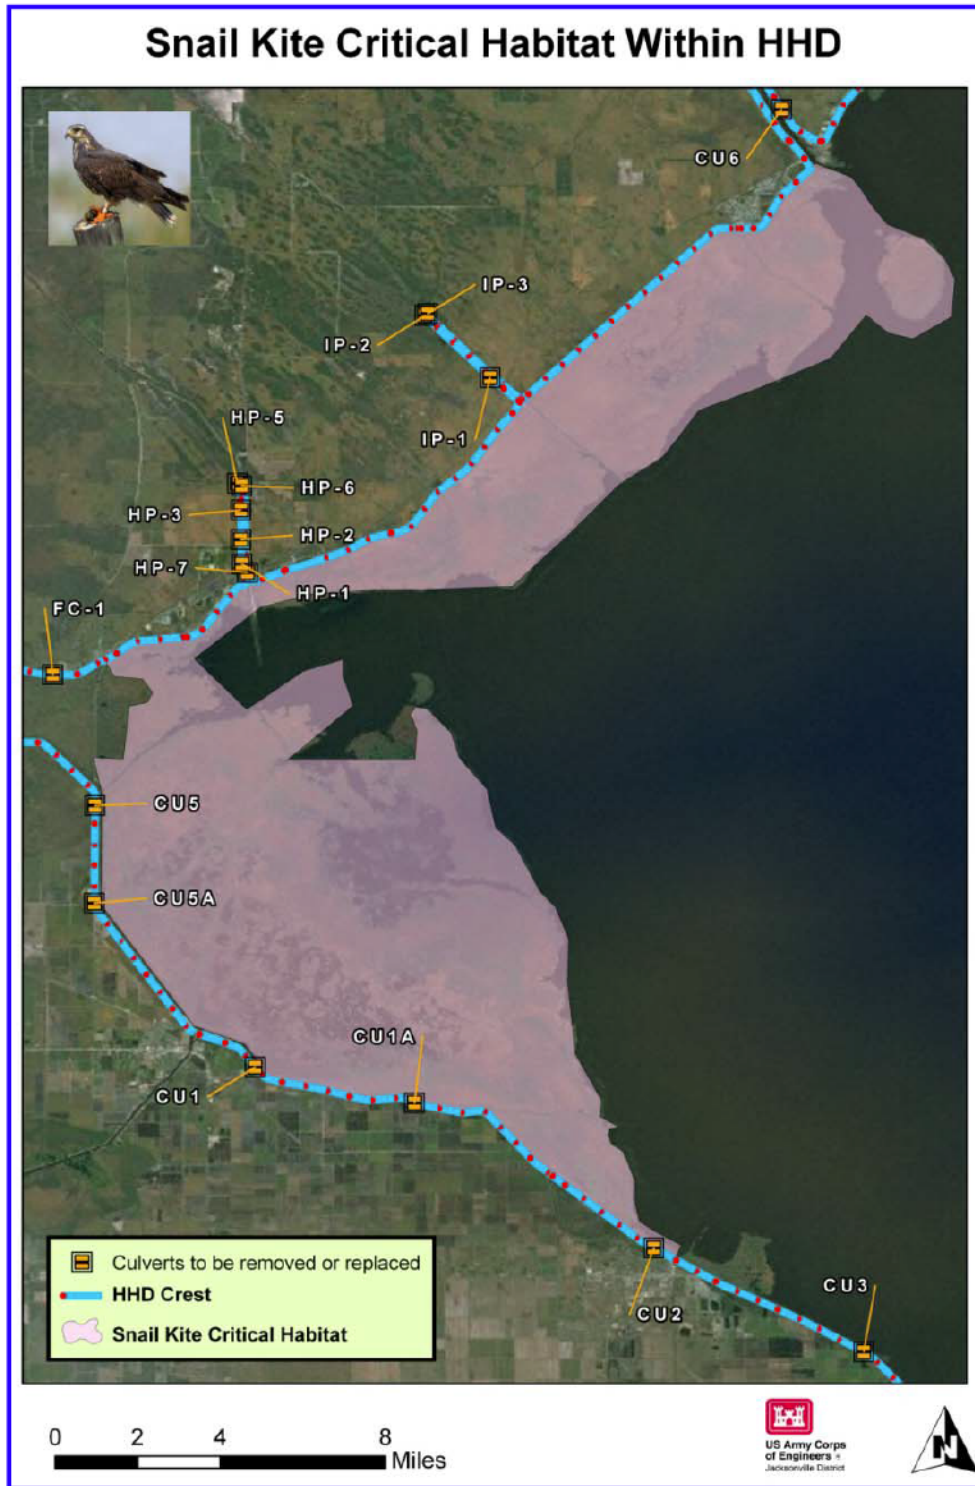 Snail Kite Critical Habitat Within HHD
CU6
IP-3
IP-2
IP-1
HP-5
HP-6
HP-3
HP-2
HP-7
HP-1
FC-1
CU5
CU5A
CU1A
CU1
CU2
CU3
Culverts to be removed or replaced
HHD Crest
Snail Kite Critical Habitat
0 2 4 8
Miles
US Army Corps
of Engineers
Jacksonville District
N